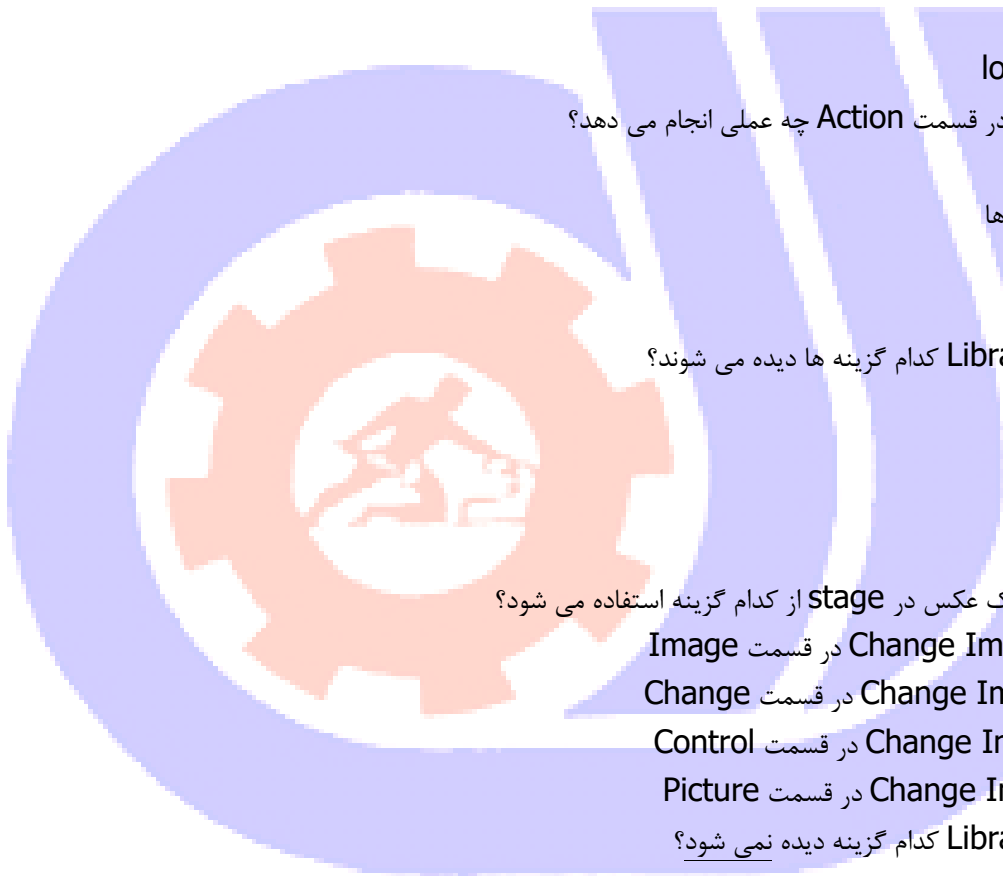 lo
در قسمت Action چه عملی انجام می دهد؟
ها
Libra کدام گزینه ها دیده می شوند؟
ک عکس در stage از کدام گزینه استفاده می شود؟
Change Im در قسمت Image
Change In در قسمت Change
Change In در قسمت Control
Change In در قسمت Picture
Libra کدام گزینه دیده نمی شود؟